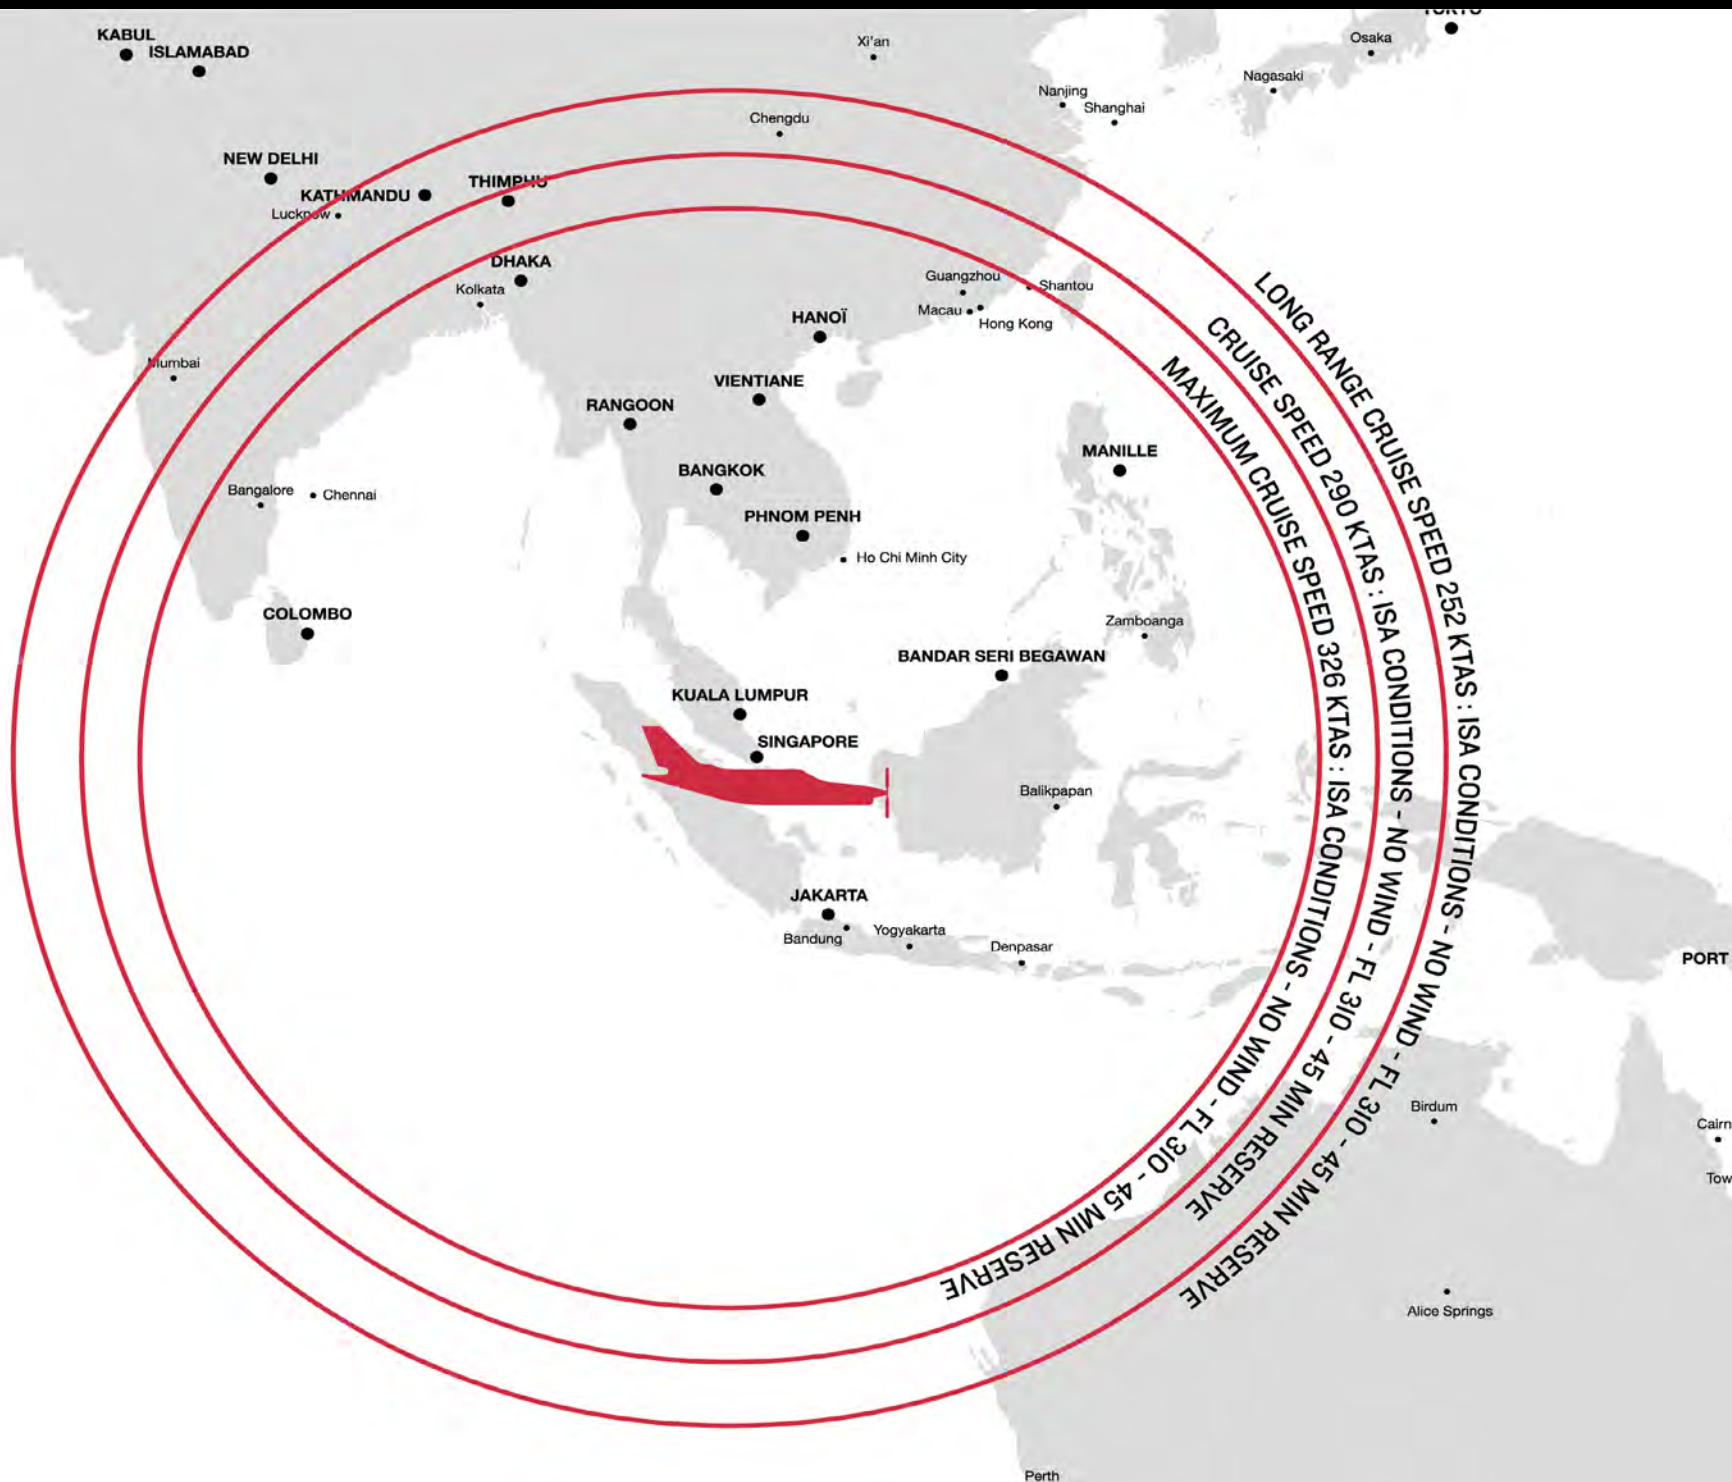 KABUL
ISLAMABAD
Xi'an
Osaka
Nagasaki
Nanjing
Shanghai
Chengdu
NEW DELHI
KATHMANDU
THIMPHU
Lucknow
DHAKA
Kolkata
Guangzhou
Shantou
Macau
Hong Kong
HANOÏ
Mumbai
VIENTIANE
RANGOON
MANILLE
BANGKOK
Bangalore
Chennai
PHNOM PENH
Ho Chi Minh City
COLOMBO
Zamboanga
BANDAR SERI BEGAWAN
KUALA LUMPUR
SINGAPORE
Balikpapan
JAKARTA
Bandung
Yogyakarta
Denpasar
PORT
Birdum
Cairn
Tow
Alice Springs
Perth
LONG RANGE CRUISE SPEED 252 KTAS : ISA CONDITIONS - NO WIND - FL 310 - 45 MIN RESERVE
CRUISE SPEED 290 KTAS : ISA CONDITIONS - NO WIND - FL 310 - 45 MIN RESERVE
MAXIMUM CRUISE SPEED 326 KTAS : ISA CONDITIONS - NO WIND - FL 310 - 45 MIN RESERVE